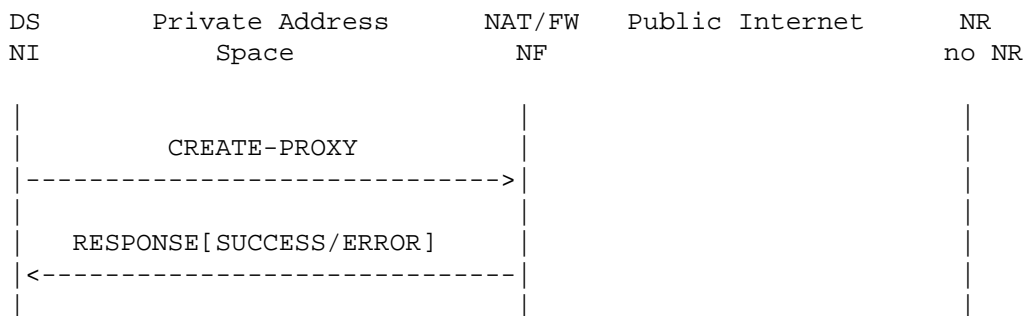 DS Private Address NAT/FW Public Internet NR
NI Space NF no NR
| | |
| CREATE-PROXY | |
|------------------------------>| |
| | |
| RESPONSE[SUCCESS/ERROR] | |
|<------------------------------| |
| | |